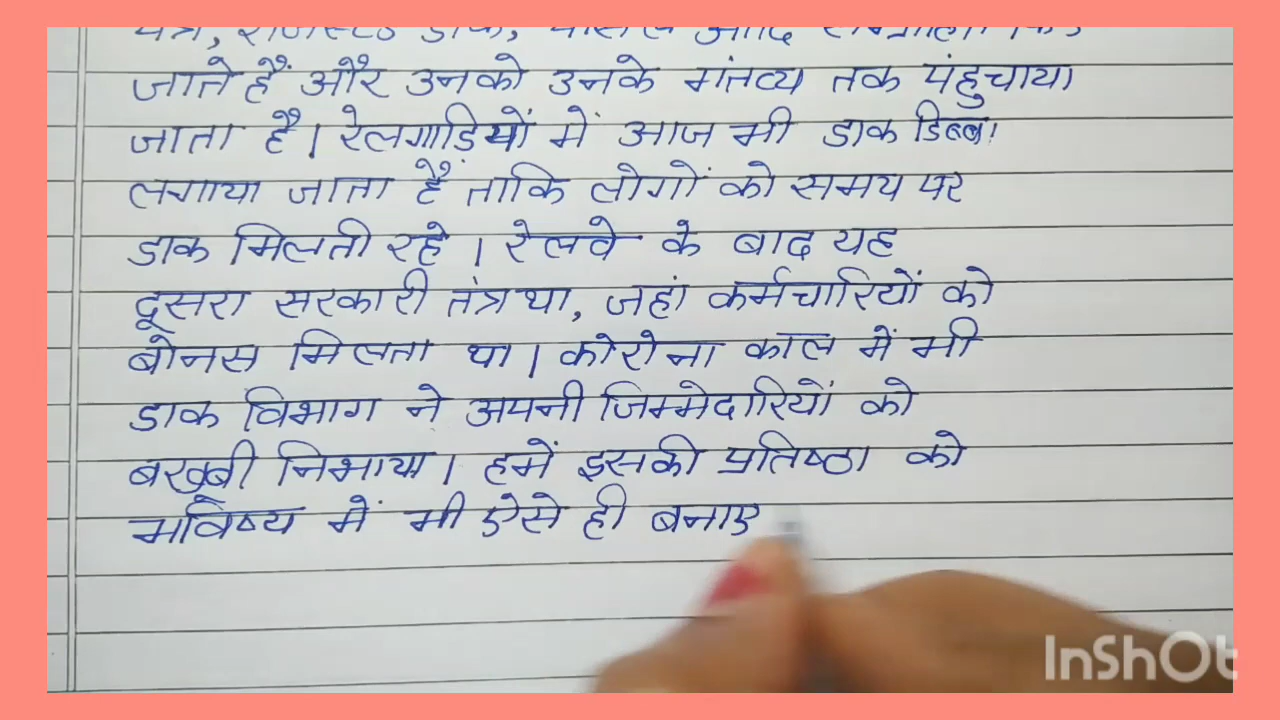 जाते हैं और उनको उनके मंतव्य तक पंहुचाया
जाता है। रेलगाड़ियों में आज भी डाक डिब्बा
लगाया जाता है ताकि लोगों को समय पर
डाक मिलती रहे। रेलवे के बाद यह
दूसरा सरकारी तंत्र था, जहां कर्मचारियों को
बोनस मिलता था। कोरोना काल में भी
डाक विभाग ने अपनी जिम्मेदारियों को
बखूबी निभाया। हमें इसकी प्रतिष्ठा को
भविष्य में भी ऐसे ही बनाए
InShOt